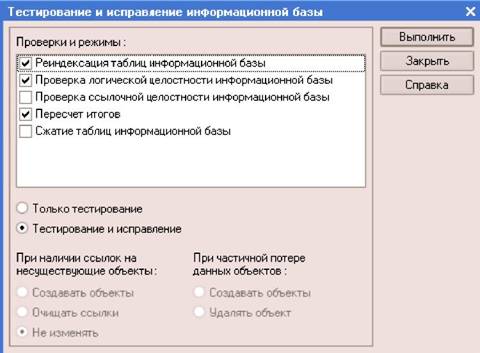 Тестирование и исправление информационной базы
Проверки и режимы :
Реиндексация таблиц информационной базы
Проверка логической целостности информационной базы
Проверка ссылочной целостности информационной базы
Пересчет итогов
Сжатие таблиц информационной базы
Только тестирование
Тестирование и исправление
При наличии ссылок на
несуществующие объекты :
Создавать объекты
Очищать ссылки
Не изменять
При частичной потере
данных объектов :
Создавать объекты
Удалять объект
Выполнить
Закрыть
Справка